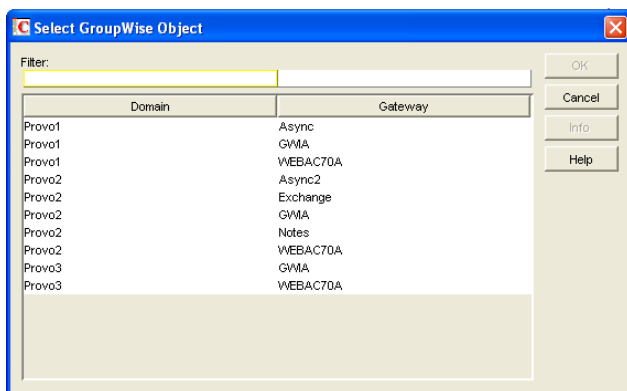 Select GroupWise Object
Filter:
OK
Cancel
Info
Help
Domain Gateway
Provo1 Async
Provo1 GWIA
Provo1 WEBAC70A
Provo2 Async2
Provo2 Exchange
Provo2 GWIA
Provo2 Notes
Provo2 WEBAC70A
Provo3 GWIA
Provo3 WEBAC70A